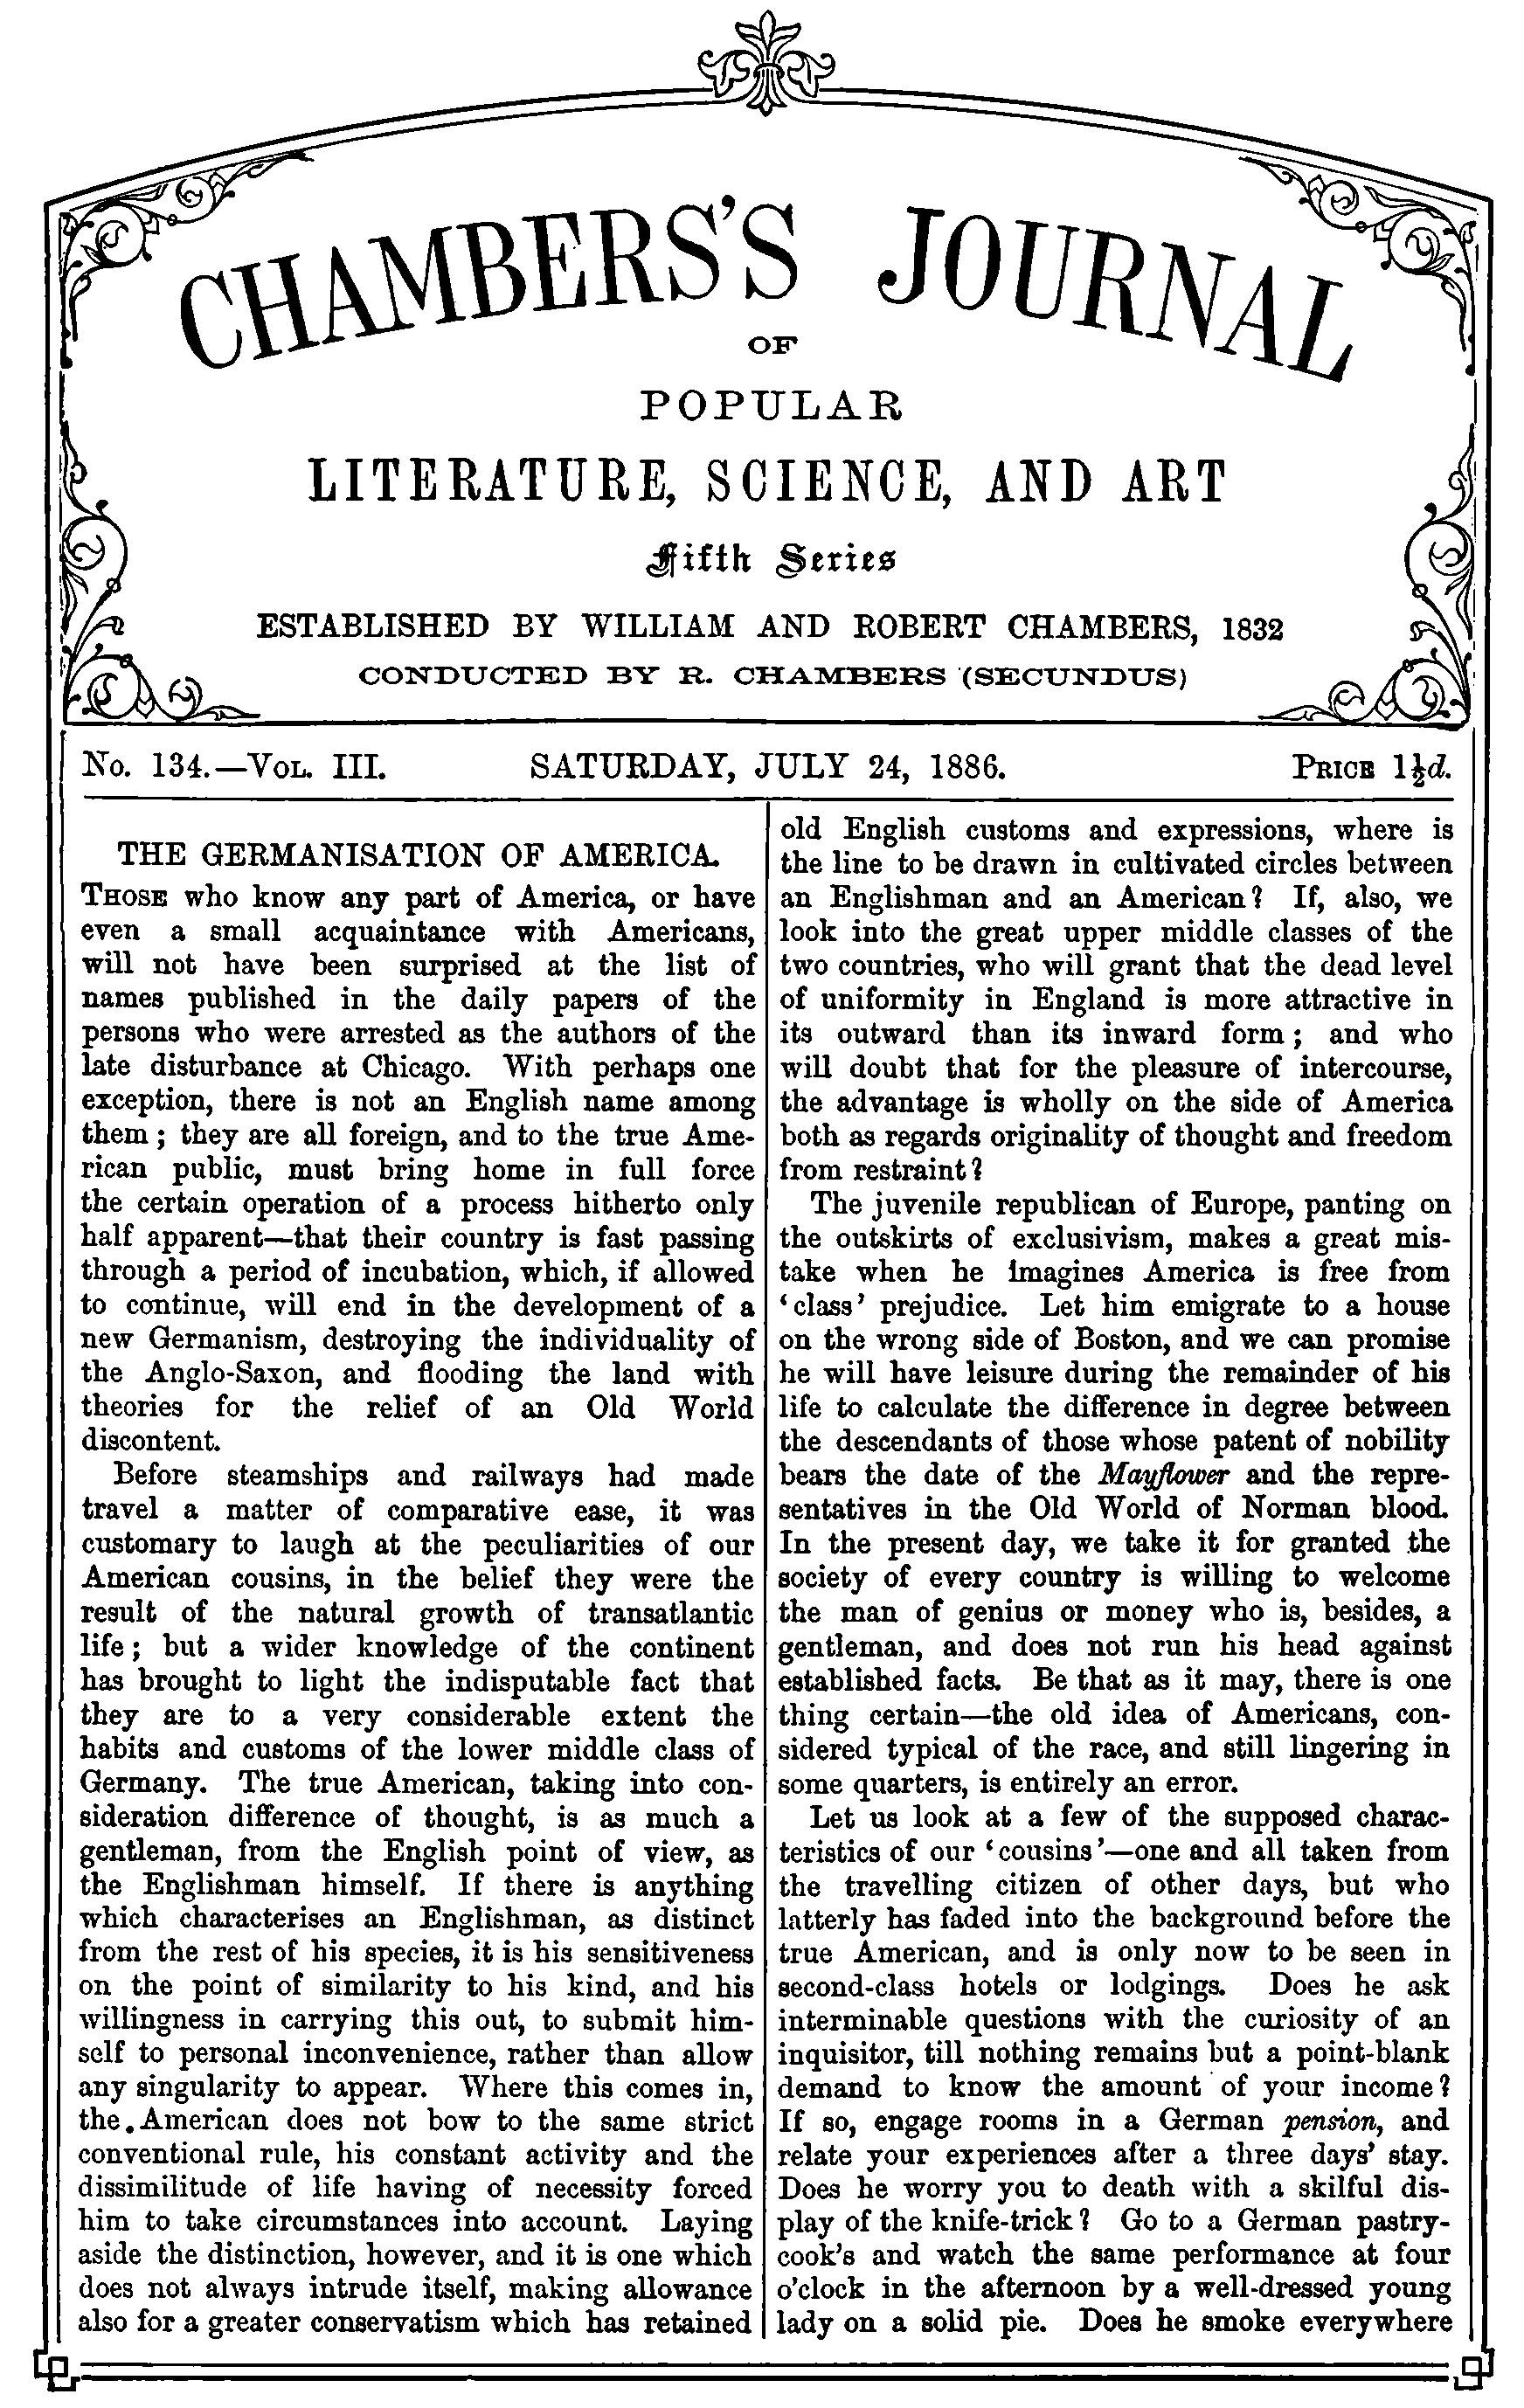 CHAMBERS'S JOURNAL
OF
POPULAR
LITERATURE, SCIENCE, AND ART
Fifth Series
ESTABLISHED BY WILLIAM AND ROBERT CHAMBERS, 1832
CONDUCTED BY R. CHAMBERS (SECUNDUS)
No. 134.—Vol. III. SATURDAY, JULY 24, 1886. Price 1½d.
THE GERMANISATION OF AMERICA.
Those who know any part of America, or have
even a small acquaintance with Americans,
will not have been surprised at the list of
names published in the daily papers of the
persons who were arrested as the authors of the
late disturbance at Chicago. With perhaps one
exception, there is not an English name among
them; they are all foreign, and to the true Ame-
rican public, must bring home in full force
the certain operation of a process hitherto only
half apparent—that their country is fast passing
through a period of incubation, which, if allowed
to continue, will end in the development of a
new Germanism, destroying the individuality of
the Anglo-Saxon, and flooding the land with
theories for the relief of an Old World
discontent.
Before steamships and railways had made
travel a matter of comparative ease, it was
customary to laugh at the peculiarities of our
American cousins, in the belief they were the
result of the natural growth of transatlantic
life; but a wider knowledge of the continent
has brought to light the indisputable fact that
they are to a very considerable extent the
habits and customs of the lower middle class of
Germany. The true American, taking into con-
sideration difference of thought, is as much a
gentleman, from the English point of view, as
the Englishman himself. If there is anything
which characterises an Englishman, as distinct
from the rest of his species, it is his sensitiveness
on the point of similarity to his kind, and his
willingness in carrying this out, to submit him-
self to personal inconvenience, rather than allow
any singularity to appear. Where this comes in,
the American does not bow to the same strict
conventional rule, his constant activity and the
dissimilitude of life having of necessity forced
him to take circumstances into account. Laying
aside the distinction, however, and it is one which
does not always intrude itself, making allowance
also for a greater conservatism which has retained
old English customs and expressions, where is
the line to be drawn in cultivated circles between
an Englishman and an American? If, also, we
look into the great upper middle classes of the
two countries, who will grant that the dead level
of uniformity in England is more attractive in
its outward than its inward form; and who
will doubt that for the pleasure of intercourse,
the advantage is wholly on the side of America
both as regards originality of thought and freedom
from restraint?
The juvenile republican of Europe, panting on
the outskirts of exclusivism, makes a great mis-
take when he imagines America is free from
'class' prejudice. Let him emigrate to a house
on the wrong side of Boston, and we can promise
he will have leisure during the remainder of his
life to calculate the difference in degree between
the descendants of those whose patent of nobility
bears the date of the Mayflower and the repre-
sentatives in the Old World of Norman blood.
In the present day, we take it for granted the
society of every country is willing to welcome
the man of genius or money who is, besides, a
gentleman, and does not run his head against
established facts. Be that as it may, there is one
thing certain—the old idea of Americans, con-
sidered typical of the race, and still lingering in
some quarters, is entirely an error.
Let us look at a few of the supposed charac-
teristics of our 'cousins'—one and all taken from
the travelling citizen of other days, but who
latterly has faded into the background before the
true American, and is only now to be seen in
second-class hotels or lodgings. Does he ask
interminable questions with the curiosity of an
inquisitor, till nothing remains but a point-blank
demand to know the amount of your income?
If so, engage rooms in a German pension, and
relate your experiences after a three days' stay.
Does he worry you to death with a skilful dis-
play of the knife-trick? Go to a German pastry-
cook's and watch the same performance at four
o'clock in the afternoon by a well-dressed young
lady on a solid pie. Does he smoke everywhere